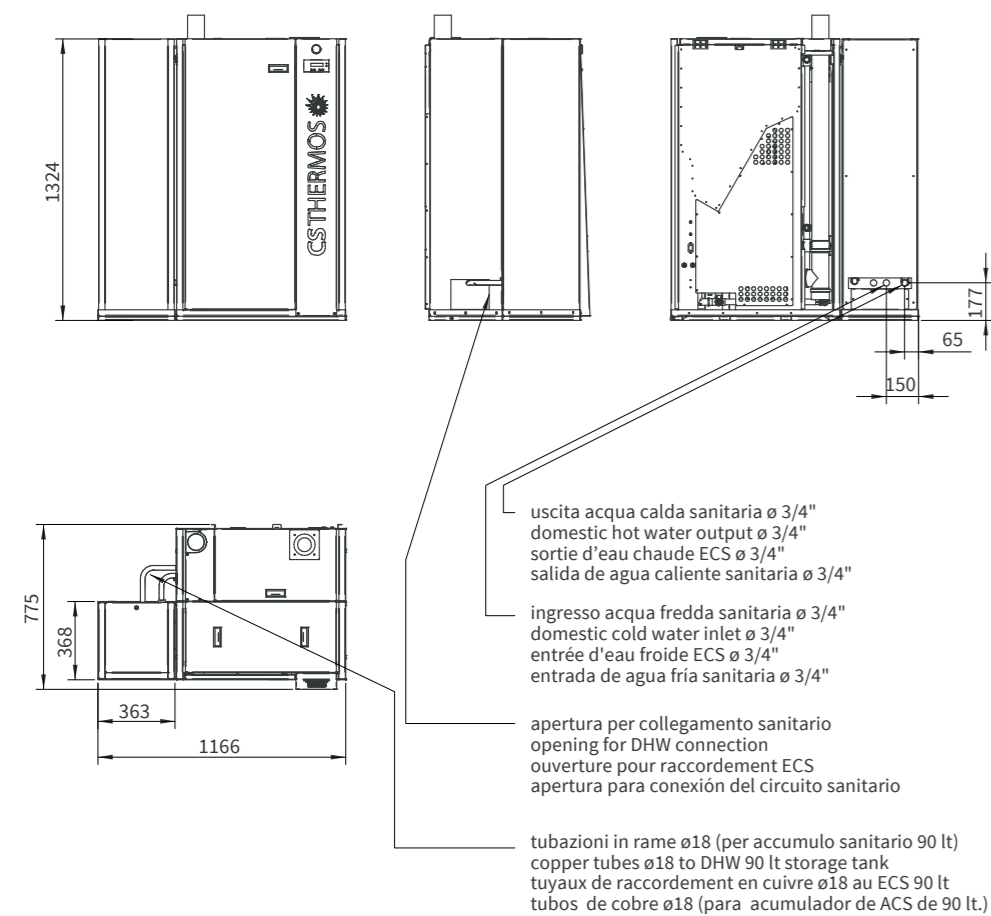 1324
CS THERMOS
177
65
150
uscita acqua calda sanitaria ø 3/4"
domestic hot water output ø 3/4"
sortie d’eau chaude ECS ø 3/4"
salida de agua caliente sanitaria ø 3/4"
ingresso acqua fredda sanitaria ø 3/4"
domestic cold water inlet ø 3/4"
entrée d'eau froide ECS ø 3/4"
entrada de agua fría sanitaria ø 3/4"
775
368
363
1166
apertura per collegamento sanitario
opening for DHW connection
ouverture pour raccordement ECS
apertura para conexión del circuito sanitario
tubazioni in rame ø18 (per accumulo sanitario 90 lt)
copper tubes ø18 to DHW 90 lt storage tank
tuyaux de raccordement en cuivre ø18 au ECS 90 lt
tubos de cobre ø18 (para acumulador de ACS de 90 lt.)